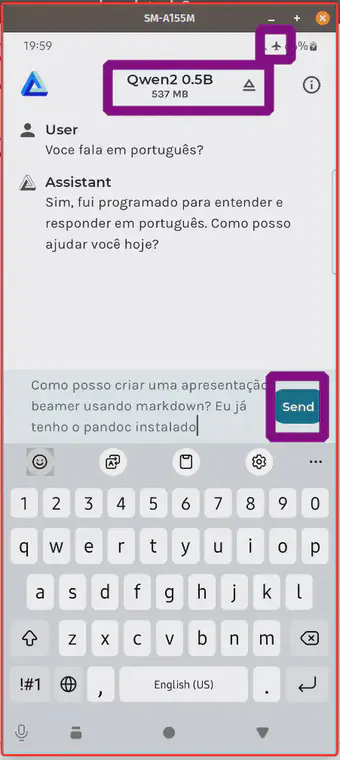 SM-A155M
19:59
Qwen2 0.5B
537 MB
User
Voce fala em português?
Assistant
Sim, fui programado para entender e
responder em português. Como posso
ajudar você hoje?
Como posso criar uma apresentação
beamer usando markdown? Eu já
tenho o pandoc instalado
Send
1 2 3 4 5 6 7 8 9 0
q w e r t y u i o p
a s d f g h j k l
z x c v b n m
!#1 , English (US) .